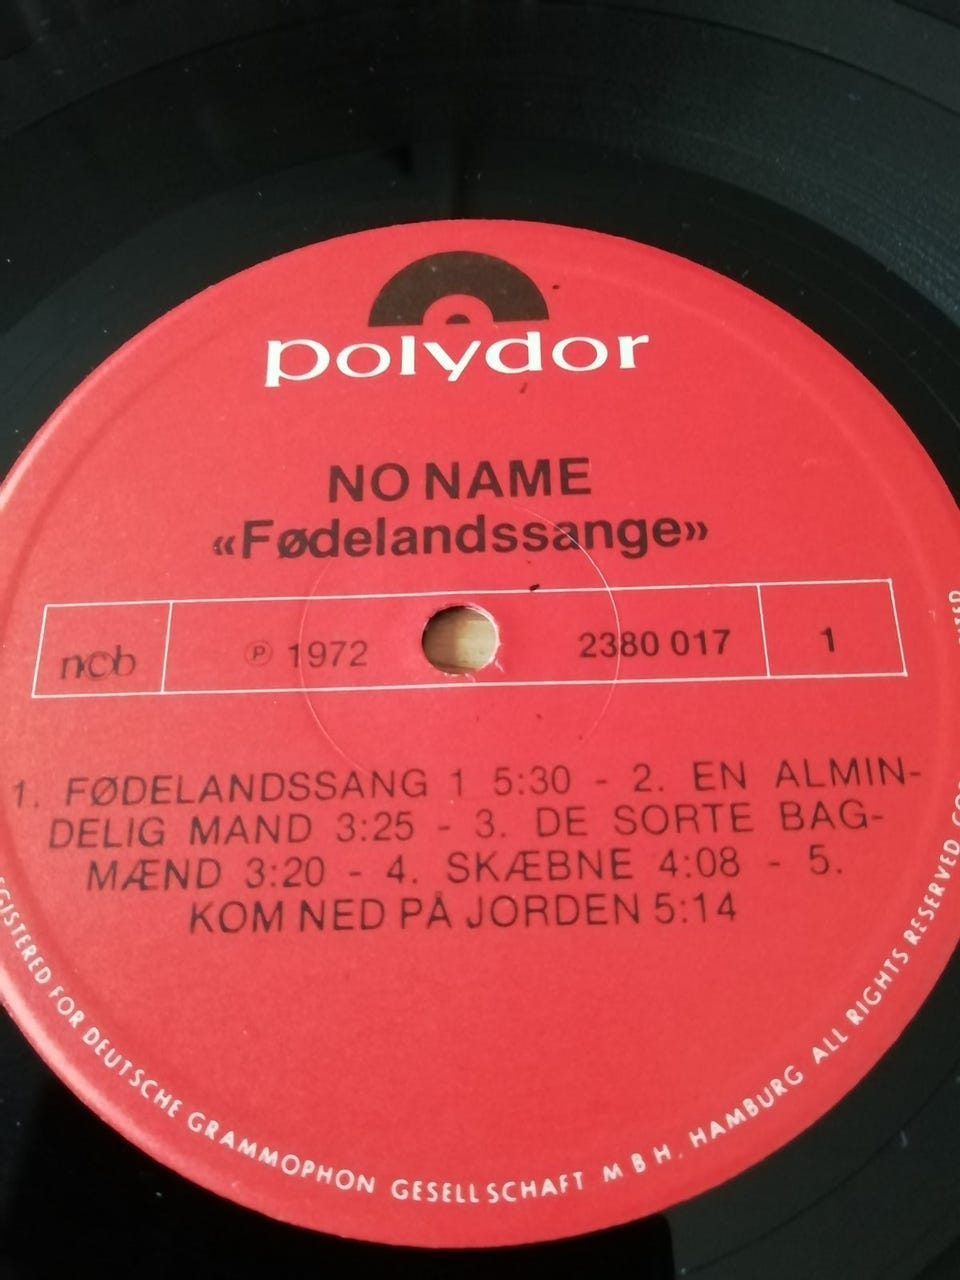 polydor
NO NAME
«Fødelandssange»
n©b
℗ 1972
2380 017
1
1. FØDELANDSSANG 1 5:30 - 2. EN ALMIN-
DELIG MAND 3:25 - 3. DE SORTE BAG-
MÆND 3:20 - 4. SKÆBNE 4:08 - 5.
KOM NED PÅ JORDEN 5:14
FOR DEUTSCHE GRAMMOPHON GESELLSCHAFT M B H, HAMBURG ALL RIGHTS RESERVED